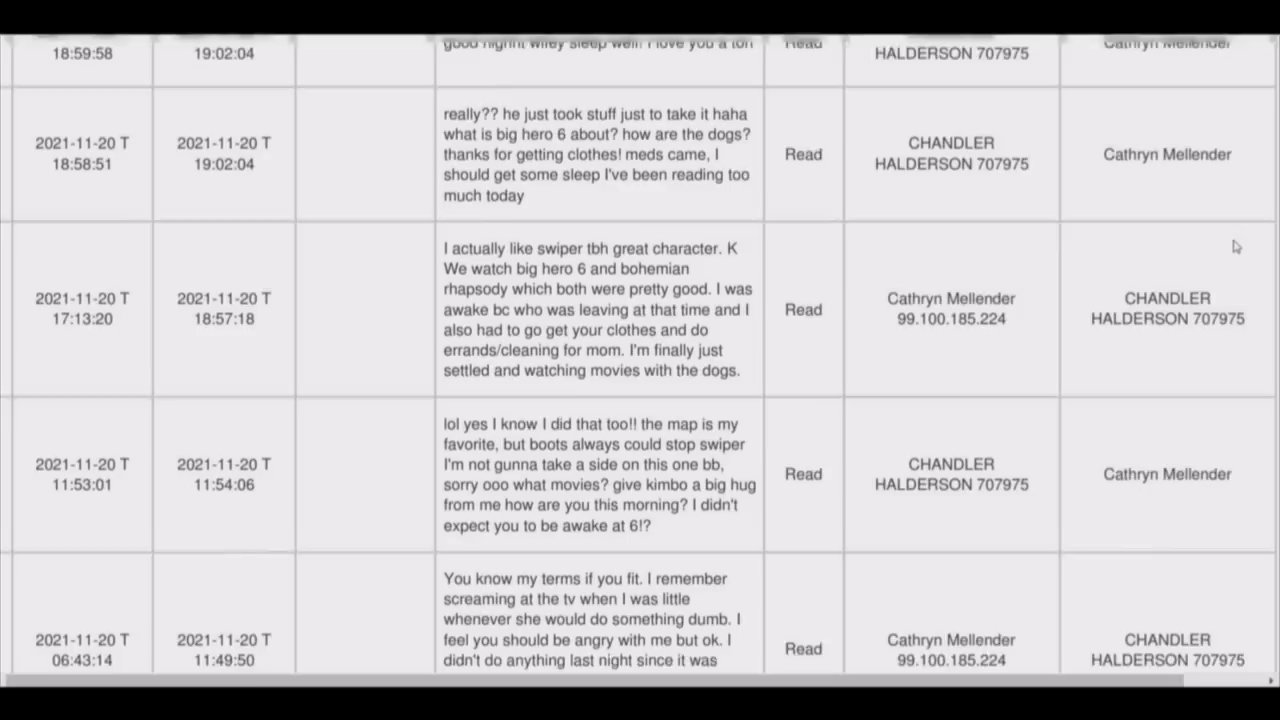 18:59:58
19:02:04
good nighnt wifey sleep well! I love you a ton
Read
HALDERSON 707975
Cathryn Mellender
2021-11-20 T
18:58:51
2021-11-20 T
19:02:04
really?? he just took stuff just to take it haha
what is big hero 6 about? how are the dogs?
thanks for getting clothes! meds came, I
should get some sleep I've been reading too
much today
Read
CHANDLER
HALDERSON 707975
Cathryn Mellender
2021-11-20 T
17:13:20
2021-11-20 T
18:57:18
I actually like swiper tbh great character. K
We watch big hero 6 and bohemian
rhapsody which both were pretty good. I was
awake bc who was leaving at that time and I
also had to go get your clothes and do
errands/cleaning for mom. I'm finally just
settled and watching movies with the dogs.
Read
Cathryn Mellender
99.100.185.224
CHANDLER
HALDERSON 707975
2021-11-20 T
11:53:01
2021-11-20 T
11:54:06
lol yes I know I did that too!! the map is my
favorite, but boots always could stop swiper
I'm not gunna take a side on this one bb,
sorry ooo what movies? give kimbo a big hug
from me how are you this morning? I didn't
expect you to be awake at 6!?
Read
CHANDLER
HALDERSON 707975
Cathryn Mellender
2021-11-20 T
06:43:14
2021-11-20 T
11:49:50
You know my terms if you fit. I remember
screaming at the tv when I was little
whenever she would do something dumb. I
feel you should be angry with me but ok. I
didn't do anything last night since it was
Read
Cathryn Mellender
99.100.185.224
CHANDLER
HALDERSON 707975